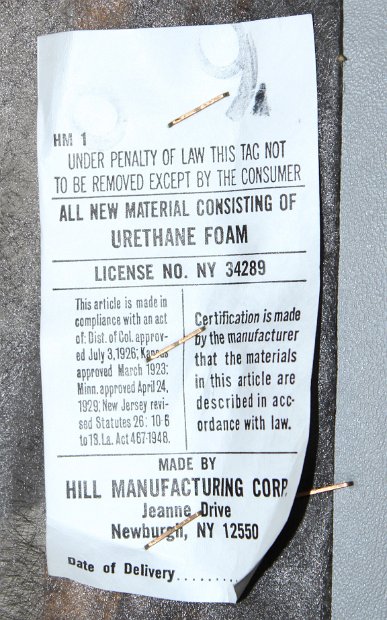 HM 1
UNDER PENALTY OF LAW THIS TAG NOT
TO BE REMOVED EXCEPT BY THE CONSUMER
ALL NEW MATERIAL CONSISTING OF
URETHANE FOAM
LICENSE NO. NY 34289
This article is made in
compliance with an act
of: Dist. of Col. approv-
ed July 3,1926; Kansas
approved March 1923;
Minn. approved April 24,
1929; New Jersey revi-
sed Statutes 26: 10-6
to 18. La. Act 467-1948.
Certification is made
by the manufacturer
that the materials
in this article are
described in acc-
ordance with law.
MADE BY
HILL MANUFACTURING CORP.
Jeanne Drive
Newburgh, NY 12550
Date of Delivery.........